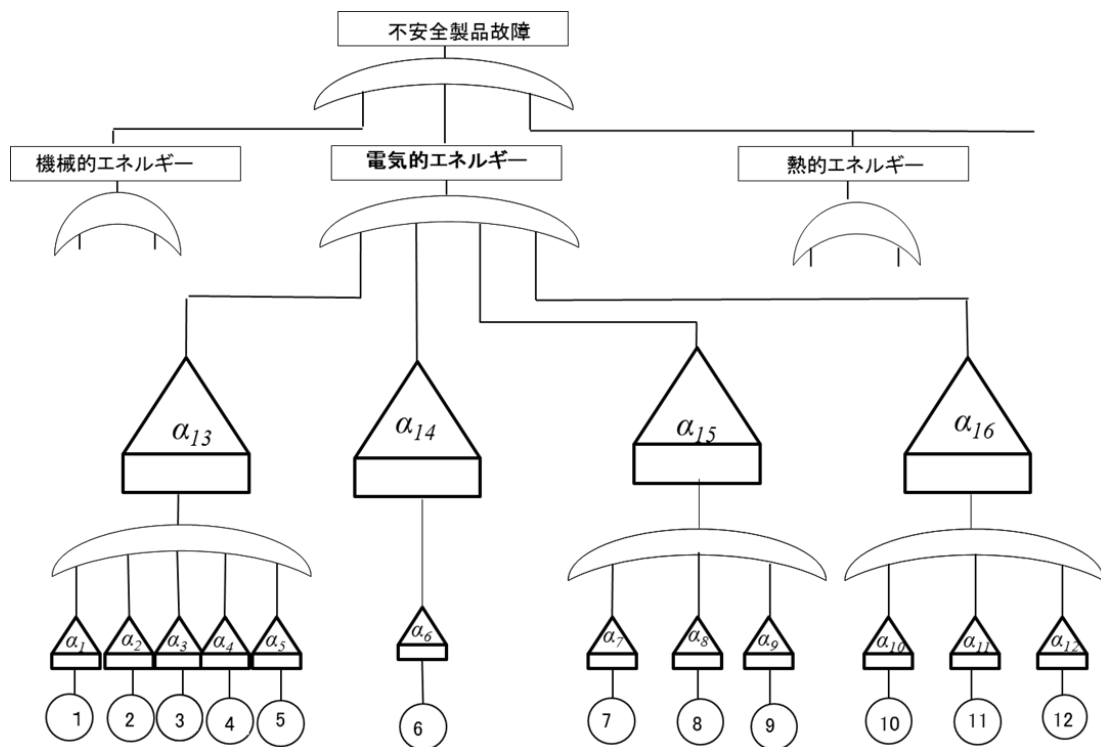 不安全製品故障
機械的エネルギー
電気的エネルギー
熱的エネルギー
α13
α14
α15
α16
α1 α2 α3 α4 α5
α6
α7 α8 α9
α10 α11 α12
1 2 3 4 5
6
7 8 9
10 11 12